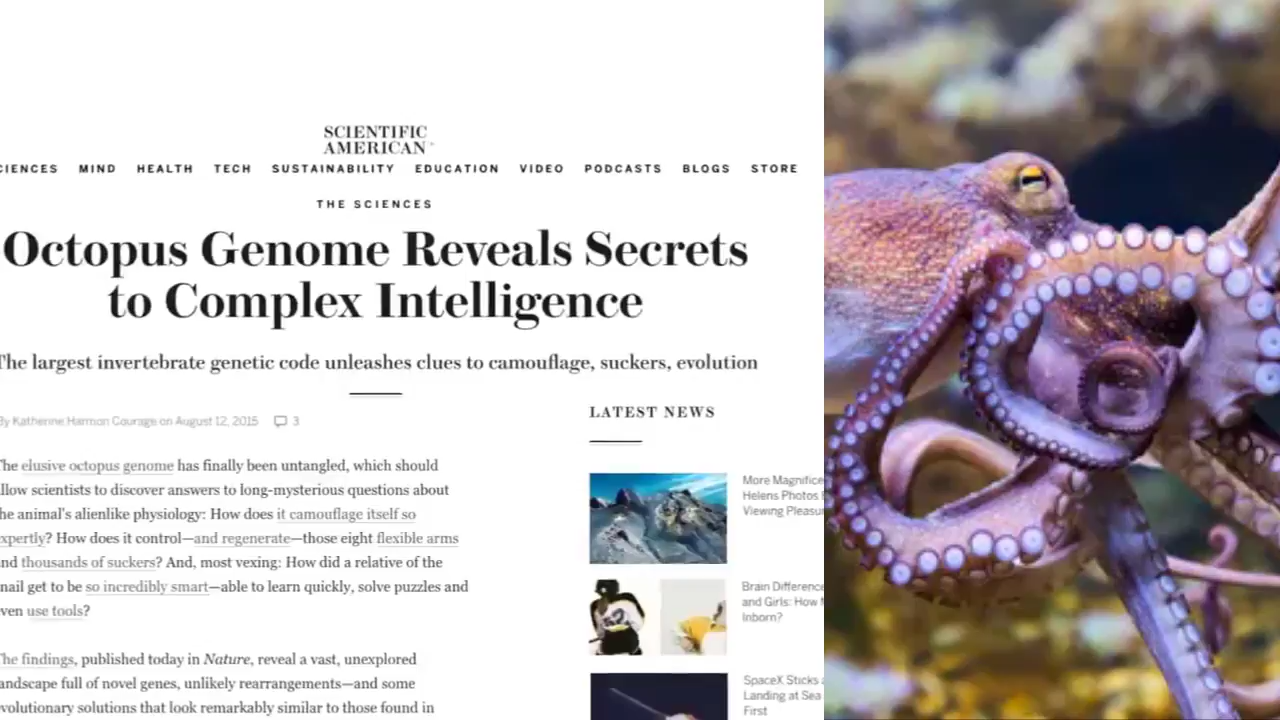 SCIENTIFIC
AMERICAN
CIENCES MIND HEALTH TECH SUSTAINABILITY EDUCATION VIDEO PODCASTS BLOGS STORE
THE SCIENCES
Octopus Genome Reveals Secrets
to Complex Intelligence
The largest invertebrate genetic code unleashes clues to camouflage, suckers, evolution
By Katherine Harmon Courage on August 12, 2015 3
The elusive octopus genome has finally been untangled, which should
llow scientists to discover answers to long-mysterious questions about
he animal's alienlike physiology: How does it camouflage itself so
xpertly? How does it control—and regenerate—those eight flexible arms
nd thousands of suckers? And, most vexing: How did a relative of the
nail get to be so incredibly smart—able to learn quickly, solve puzzles and
ven use tools?
The findings, published today in Nature, reveal a vast, unexplored
andscape full of novel genes, unlikely rearrangements—and some
volutionary solutions that look remarkably similar to those found in
LATEST NEWS
More Magnifice
Helens Photos
Viewing Pleasu
Brain Difference
and Girls: How
Inborn?
SpaceX Sticks
Landing at Sea
First